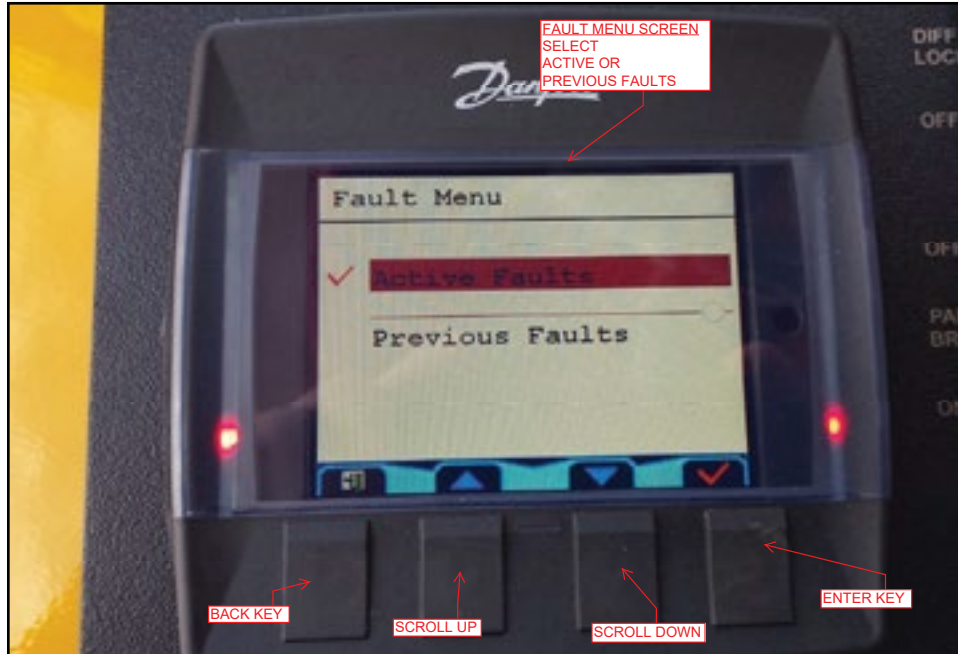 FAULT MENU SCREEN
SELECT
ACTIVE OR
PREVIOUS FAULTS
DIFF
OFF
Fault Menu
Active Faults
Previous Faults
BACK KEY
SCROLL UP
SCROLL DOWN
ENTER KEY